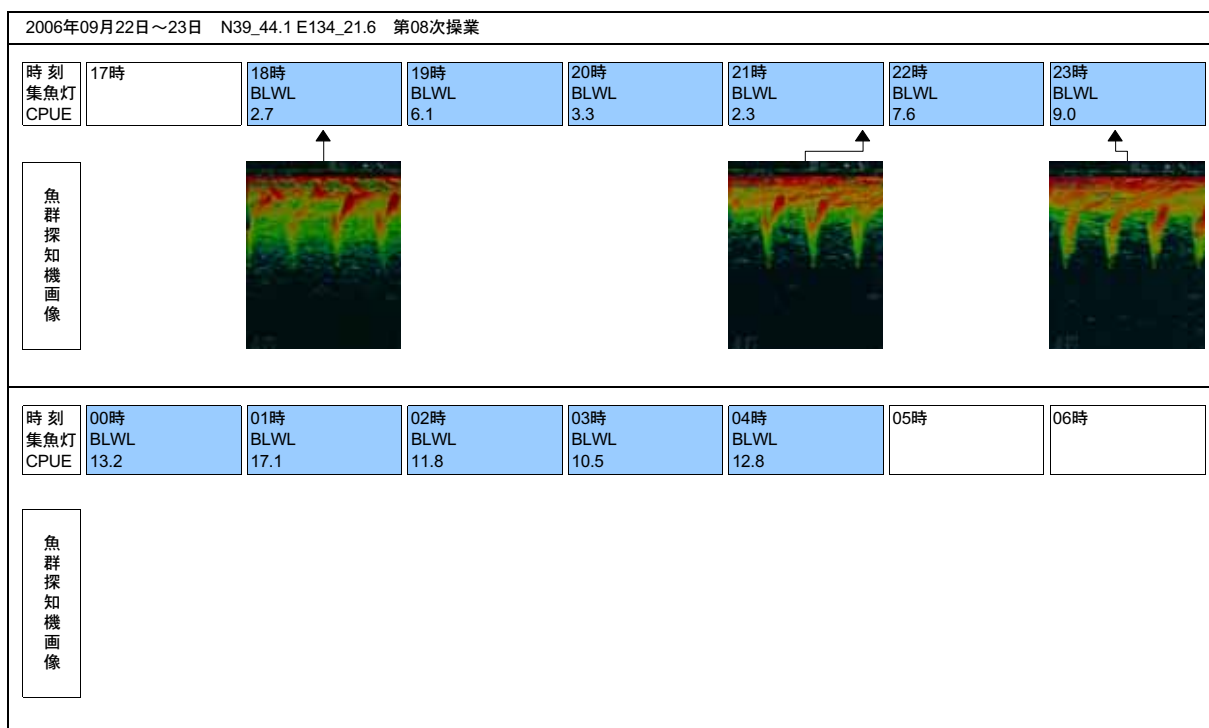 2006年09月22日～23日 N39_44.1 E134_21.6 第08次操業
時 刻 17時 18時 19時 20時 21時 22時 23時
集魚灯 BLWL BLWL BLWL BLWL BLWL BLWL
CPUE 2.7 6.1 3.3 2.3 7.6 9.0
魚群探知機画像
時 刻 00時 01時 02時 03時 04時 05時 06時
集魚灯 BLWL BLWL BLWL BLWL BLWL
CPUE 13.2 17.1 11.8 10.5 12.8
魚群探知機画像